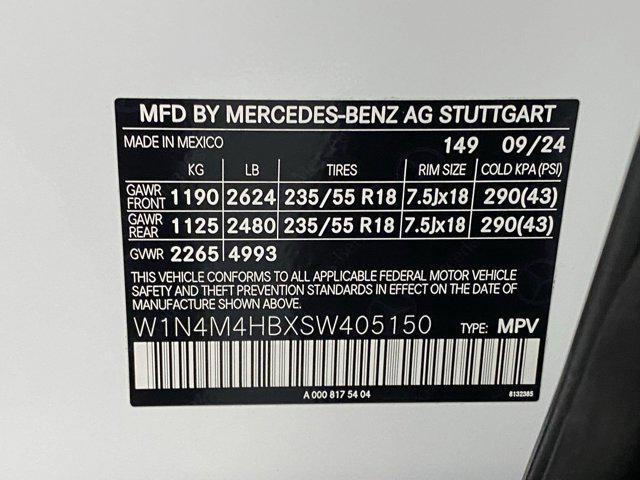 MFD BY MERCEDES-BENZ AG STUTTGART
MADE IN MEXICO 149 09/24
KG LB TIRES RIM SIZE COLD KPA (PSI)
GAWR FRONT 1190 2624 235/55 R18 7.5Jx18 290(43)
GAWR REAR 1125 2480 235/55 R18 7.5Jx18 290(43)
GVWR 2265 4993
THIS VEHICLE CONFORMS TO ALL APPLICABLE FEDERAL MOTOR VEHICLE
SAFETY AND THEFT PREVENTION STANDARDS IN EFFECT ON THE DATE OF
MANUFACTURE SHOWN ABOVE.
W1N4M4HBXSW405150 TYPE: MPV
A 000 817 54 04 8132385